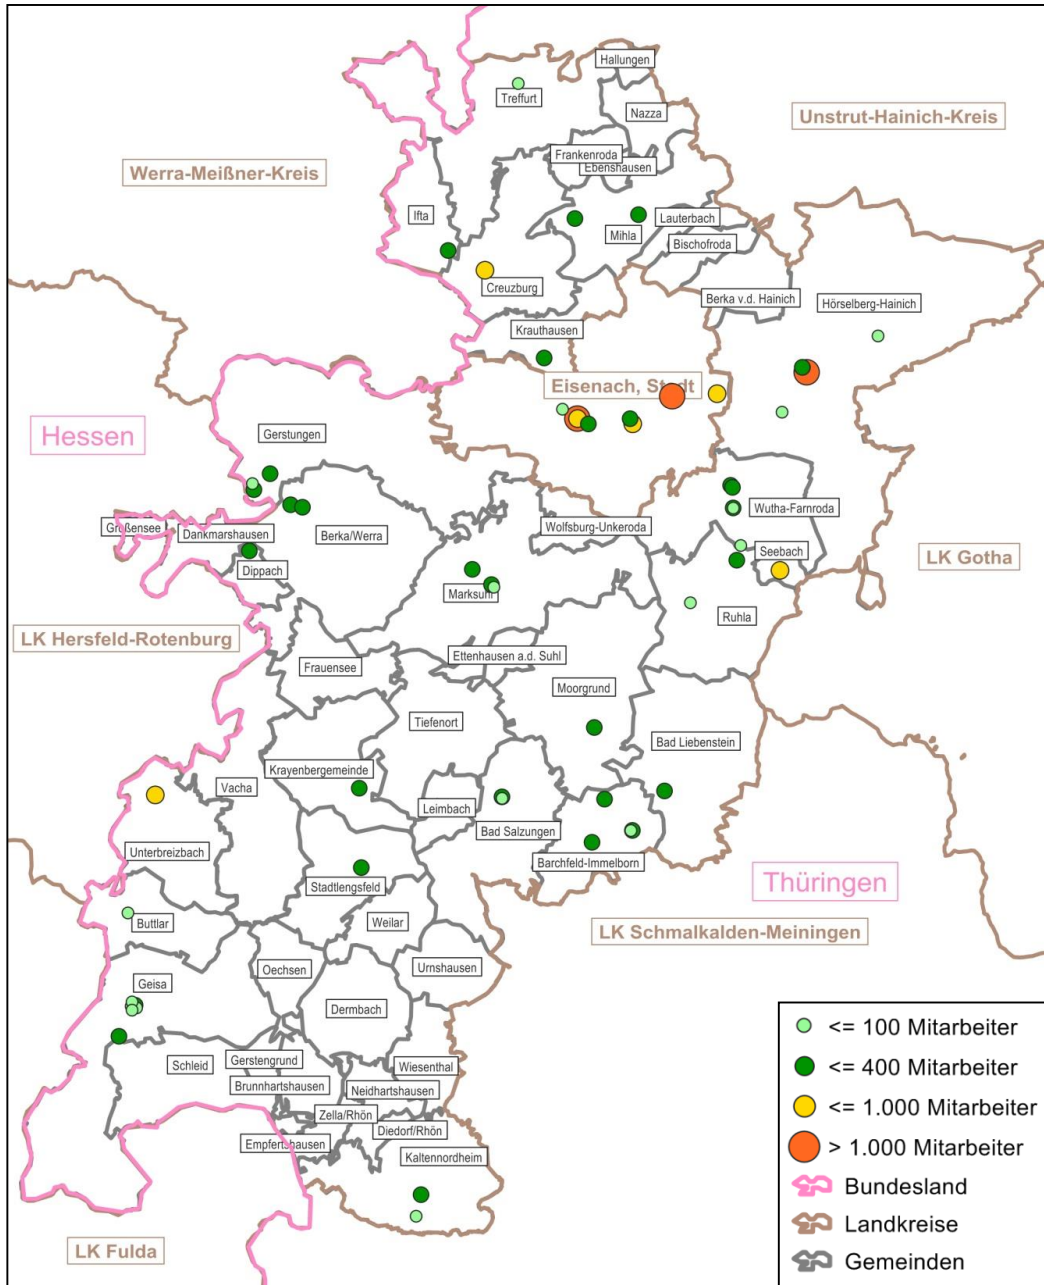 Hallungen
Treffurt
Nazza
Unstrut-Hainich-Kreis
Frankenroda
Werra-Meißner-Kreis
Ebenshausen
Ifta
Lauterbach
Mihla
Bischofroda
Creuzburg
Berka v.d. Hainich
Hörselberg-Hainich
Krauthausen
Eisenach, Stadt
Hessen
Gerstungen
Wutha-Farnroda
Großensee
Dankmarshausen
Berka/Werra
Wolfsburg-Unkeroda
Seebach
LK Gotha
Dippach
Marksuhl
Ruhla
LK Hersfeld-Rotenburg
Ettenhausen a.d. Suhl
Frauensee
Moorgrund
Tiefenort
Bad Liebenstein
Krayenbergemeinde
Vacha
Leimbach
Bad Salzungen
Unterbreizbach
Barchfeld-Immelborn
Thüringen
Stadtlengsfeld
Buttlar
Weilar
LK Schmalkalden-Meiningen
Oechsen
Urnshausen
Geisa
Dermbach
Schleid
Gerstengrund
Wiesenthal
Brunnhartshausen
Neidhartshausen
Zella/Rhön
Diedorf/Rhön
Empfertshausen
Kaltennordheim
LK Fulda
<= 100 Mitarbeiter
<= 400 Mitarbeiter
<= 1.000 Mitarbeiter
> 1.000 Mitarbeiter
Bundesland
Landkreise
Gemeinden